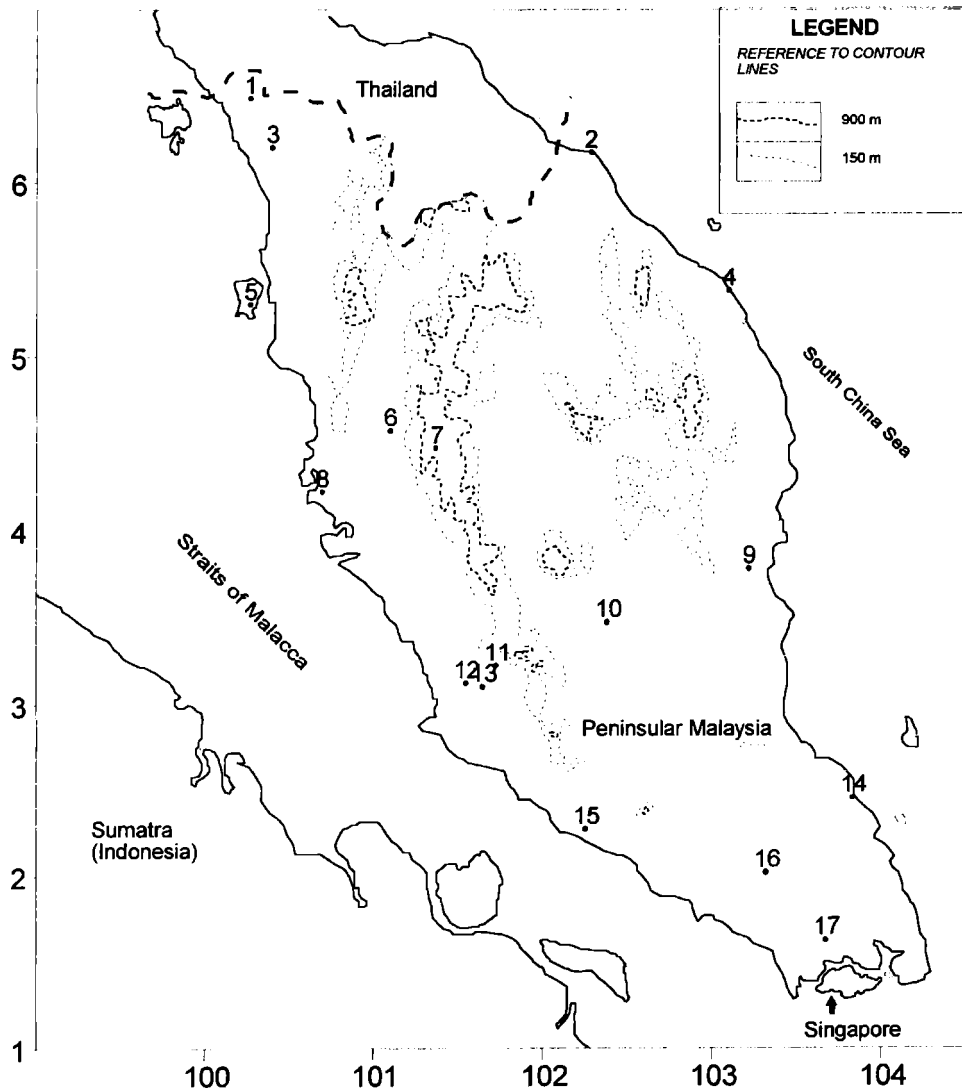 LEGEND
REFERENCE TO CONTOUR
LINES
900 m
150 m
Thailand
1
2
3
4
5
6
7
8
9
10
11
12
13
14
15
16
17
South China Sea
Straits of Malacca
Peninsular Malaysia
Sumatra
(Indonesia)
Singapore
6
5
4
3
2
1
100
101
102
103
104